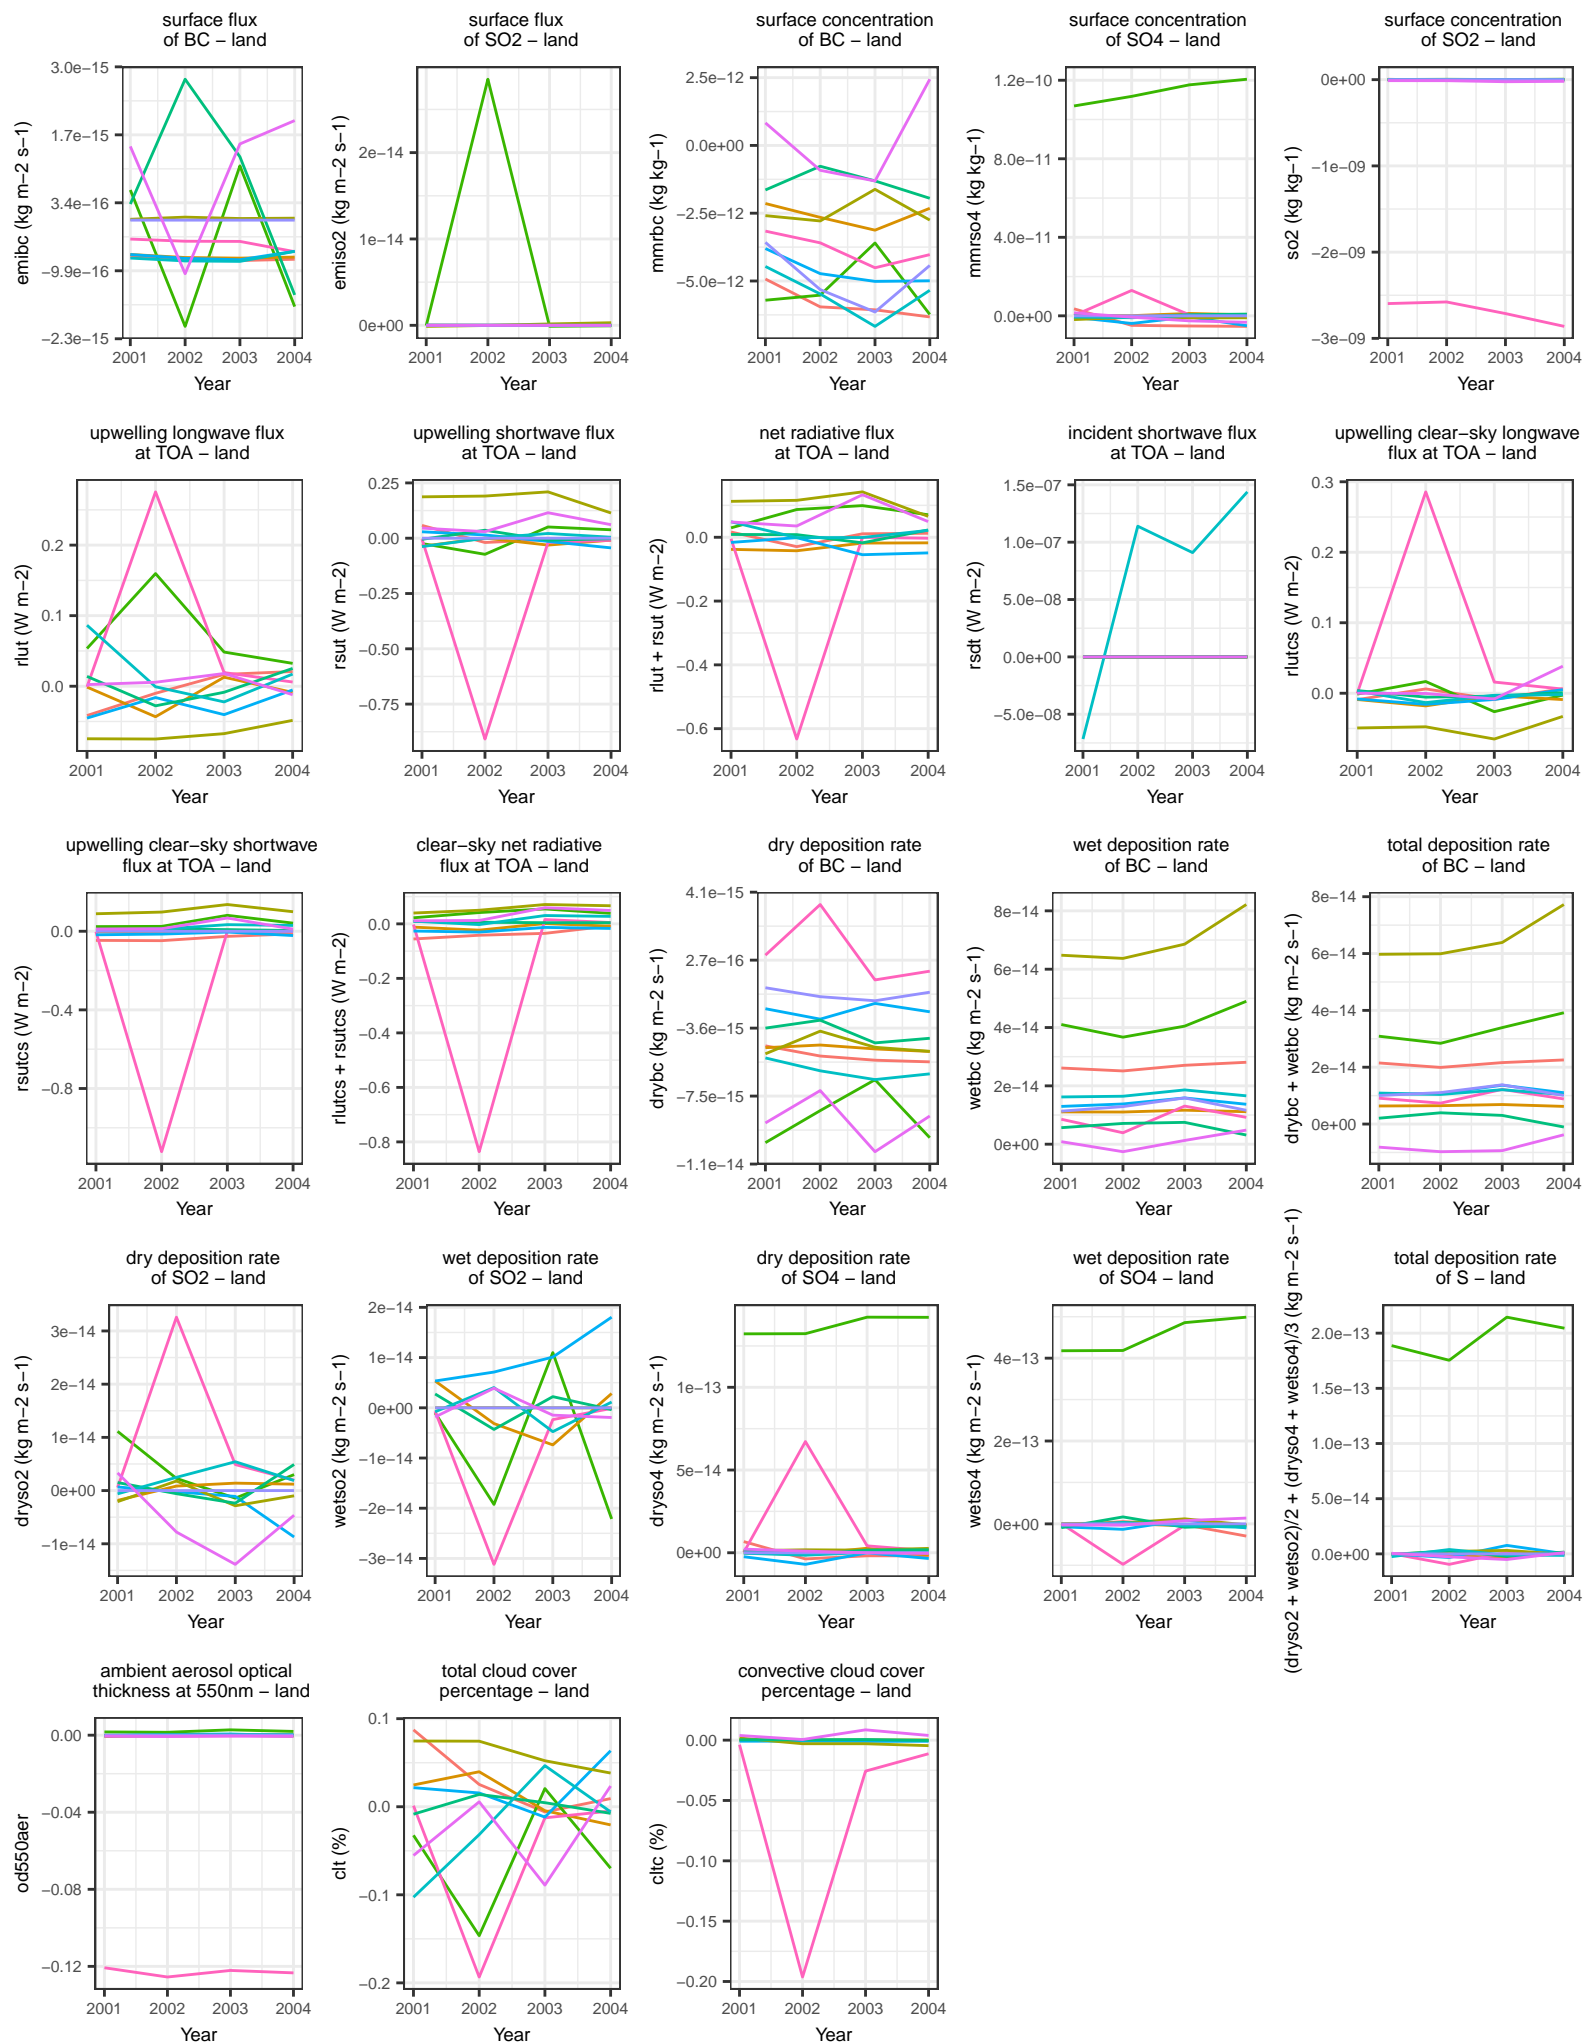 surface flux
of BC − land
3.0e−15
1.7e−15
3.4e−16
−9.9e−16
−2.3e−15
emibc (kg m−2 s−1)
2001 2002 2003 2004
Year
surface flux
of SO2 − land
2e−14
1e−14
0e+00
emiso2 (kg m−2 s−1)
2001 2002 2003 2004
Year
surface concentration
of BC − land
2.5e−12
0.0e+00
−2.5e−12
−5.0e−12
mmrbc (kg kg−1)
2001 2002 2003 2004
Year
surface concentration
of SO4 − land
1.2e−10
8.0e−11
4.0e−11
0.0e+00
mmrso4 (kg kg−1)
2001 2002 2003 2004
Year
surface concentration
of SO2 − land
0e+00
−1e−09
−2e−09
−3e−09
so2 (kg kg−1)
2001 2002 2003 2004
Year
upwelling longwave flux
at TOA − land
0.2
0.1
0.0
rlut (W m−2)
2001 2002 2003 2004
Year
upwelling shortwave flux
at TOA − land
0.25
0.00
−0.25
−0.50
−0.75
rsut (W m−2)
2001 2002 2003 2004
Year
net radiative flux
at TOA − land
0.0
−0.2
−0.4
−0.6
rlut + rsut (W m−2)
2001 2002 2003 2004
Year
incident shortwave flux
at TOA − land
1.5e−07
1.0e−07
5.0e−08
0.0e+00
−5.0e−08
rsdt (W m−2)
2001 2002 2003 2004
Year
upwelling clear−sky longwave
flux at TOA − land
0.3
0.2
0.1
0.0
rlutcs (W m−2)
2001 2002 2003 2004
Year
upwelling clear−sky shortwave
flux at TOA − land
0.0
−0.4
−0.8
rsutcs (W m−2)
2001 2002 2003 2004
Year
clear−sky net radiative
flux at TOA − land
0.0
−0.2
−0.4
−0.6
−0.8
rlutcs + rsutcs (W m−2)
2001 2002 2003 2004
Year
dry deposition rate
of BC − land
4.1e−15
2.7e−16
−3.6e−15
−7.5e−15
−1.1e−14
drybc (kg m−2 s−1)
2001 2002 2003 2004
Year
wet deposition rate
of BC − land
8e−14
6e−14
4e−14
2e−14
0e+00
wetbc (kg m−2 s−1)
2001 2002 2003 2004
Year
total deposition rate
of BC − land
8e−14
6e−14
4e−14
2e−14
0e+00
drybc + wetbc (kg m−2 s−1)
2001 2002 2003 2004
Year
dry deposition rate
of SO2 − land
3e−14
2e−14
1e−14
0e+00
−1e−14
dryso2 (kg m−2 s−1)
2001 2002 2003 2004
Year
wet deposition rate
of SO2 − land
2e−14
1e−14
0e+00
−1e−14
−2e−14
−3e−14
wetso2 (kg m−2 s−1)
2001 2002 2003 2004
Year
dry deposition rate
of SO4 − land
1e−13
5e−14
0e+00
dryso4 (kg m−2 s−1)
2001 2002 2003 2004
Year
wet deposition rate
of SO4 − land
4e−13
2e−13
0e+00
wetso4 (kg m−2 s−1)
2001 2002 2003 2004
Year
total deposition rate
of S − land
2.0e−13
1.5e−13
1.0e−13
5.0e−14
0.0e+00
(dryso2 + wetso2)/2 + (dryso4 + wetso4)/3 (kg m−2 s−1)
2001 2002 2003 2004
Year
ambient aerosol optical
thickness at 550nm − land
0.00
−0.04
−0.08
−0.12
od550aer
2001 2002 2003 2004
Year
total cloud cover
percentage − land
0.1
0.0
−0.1
−0.2
clt (%)
2001 2002 2003 2004
Year
convective cloud cover
percentage − land
0.00
−0.05
−0.10
−0.15
−0.20
cltc (%)
2001 2002 2003 2004
Year